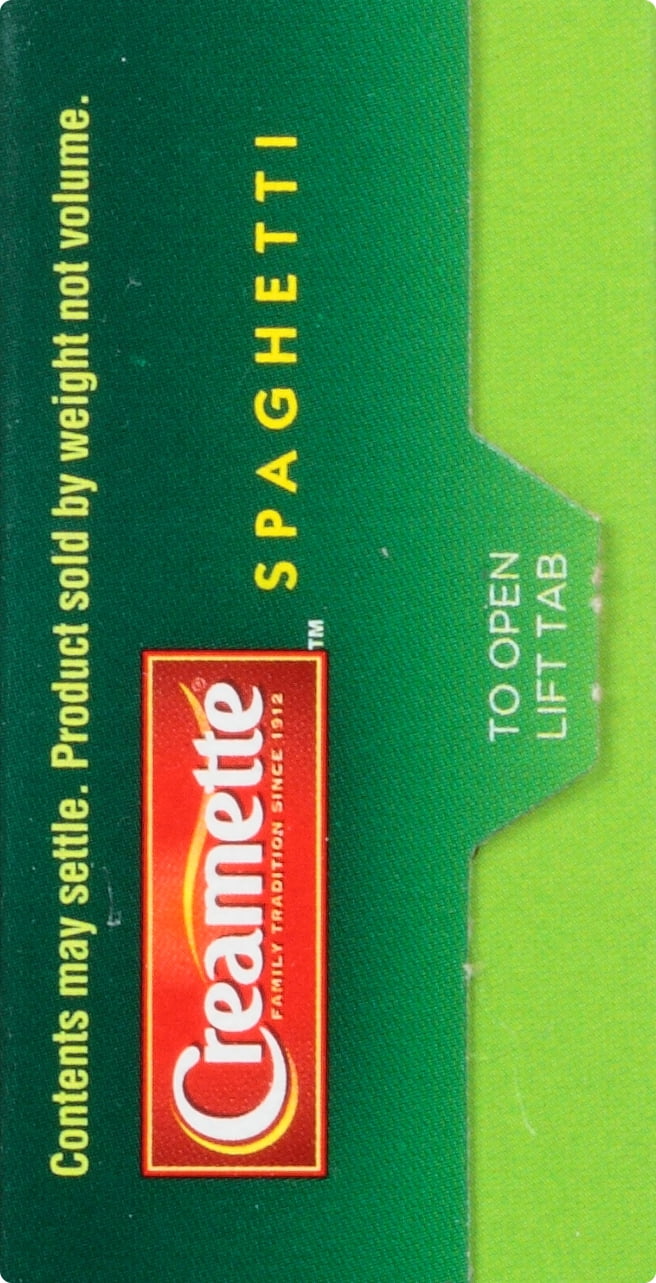 Contents may settle. Product sold by weight not volume.
Creamette®
FAMILY TRADITION SINCE 1912
™
SPAGHETTI
TO OPEN
LIFT TAB